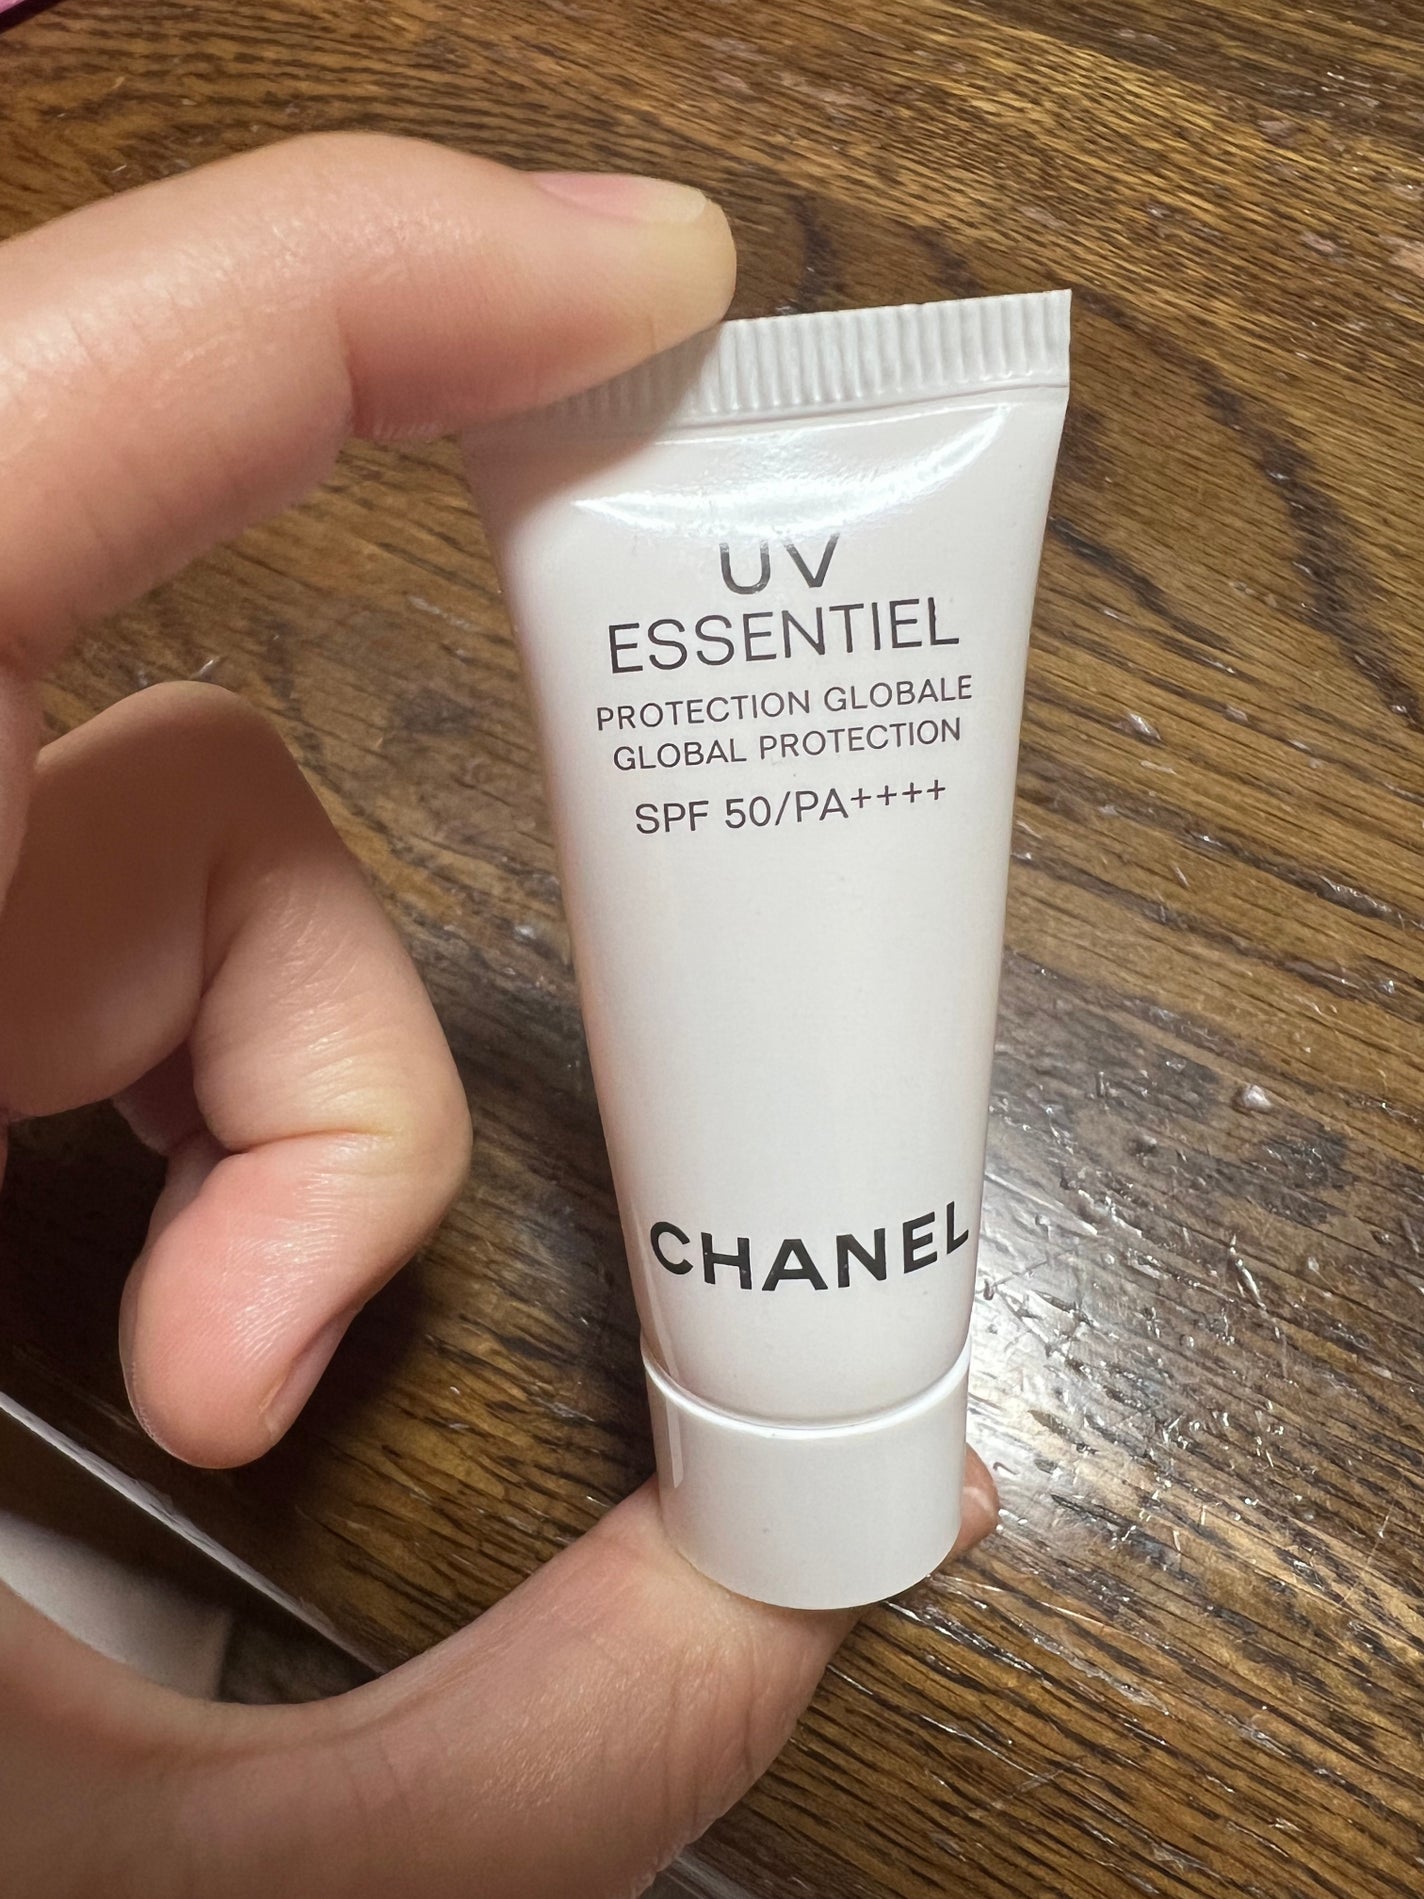 UV
ESSENTIEL
PROTECTION GLOBALE
GLOBAL PROTECTION
SPF 50/PA++++
CHANEL